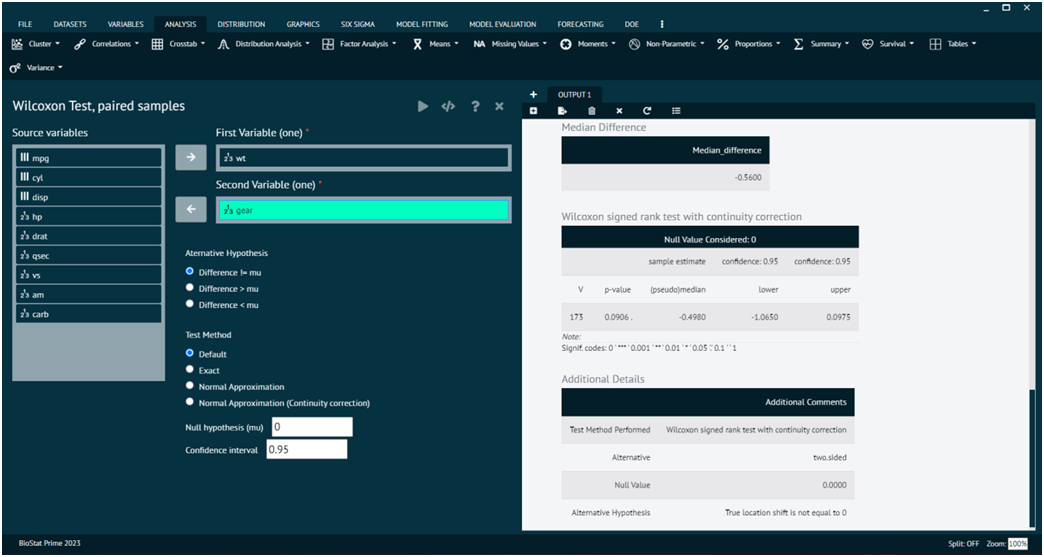 FILE DATASETS VARIABLES ANALYSIS DISTRIBUTION GRAPHICS SIX SIGMA MODEL FITTING MODEL EVALUATION FORECASTING DOE
Cluster Correlations Crosstab Distribution Analysis Factor Analysis Means NA Missing Values Moments Non-Parametric Proportions Summary Survival Tables
σ² Variance
Wilcoxon Test, paired samples
Source variables
mpg
cyl
disp
hp
drat
qsec
vs
am
carb
First Variable (one) *
wt
Second Variable (one) *
gear
Aternative Hypothesis
Difference != mu
Difference > mu
Difference < mu
Test Method
Default
Exact
Normal Approximation
Normal Approximation (Continuity correction)
Null hypothesis (mu) 0
Confidence interval 0.95
OUTPUT 1
Median Difference
Median_difference
-0.5600
Wilcoxon signed rank test with continuity correction
Null Value Considered: 0
sample estimate confidence: 0.95 confidence: 0.95
V p-value (pseudo)median lower upper
173 0.0906 . -0.4980 -1.0650 0.0975
Note:
Signif. codes: 0 '***' 0.001 '**' 0.01 '*' 0.05 '.' 0.1 ' ' 1
Additional Details
Additional Comments
Test Method Performed Wilcoxon signed rank test with continuity correction
Alternative two.sided
Null Value 0.0000
Alternative Hypothesis True location shift is not equal to 0
BioStat Prime 2023
Split: OFF Zoom: 100%